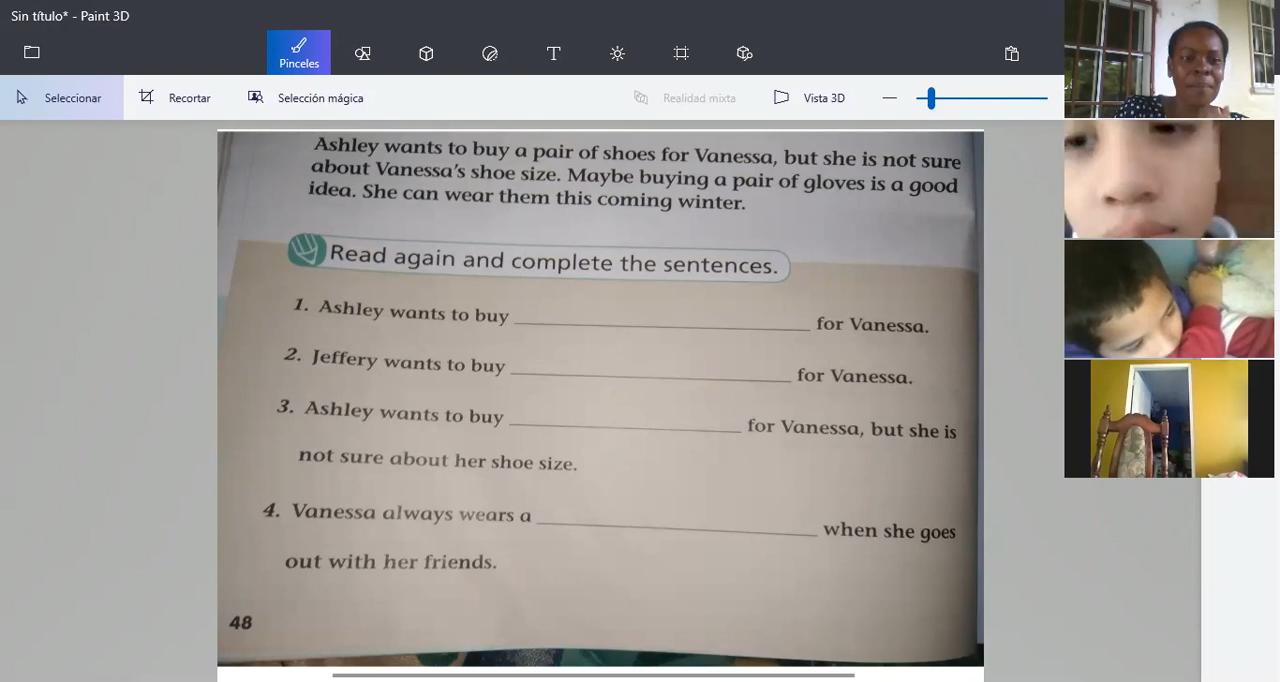 Sin título* - Paint 3D
Pinceles
Seleccionar
Recortar
Selección mágica
Realidad mixta
Vista 3D
Ashley wants to buy a pair of shoes for Vanessa, but she is not sure
about Vanessa's shoe size. Maybe buying a pair of gloves is a good
idea. She can wear them this coming winter.
Read again and complete the sentences.
1. Ashley wants to buy ____________________ for Vanessa.
2. Jeffery wants to buy ____________________ for Vanessa.
3. Ashley wants to buy ____________________ for Vanessa, but she is
not sure about her shoe size.
4. Vanessa always wears a ____________________ when she goes
out with her friends.
48